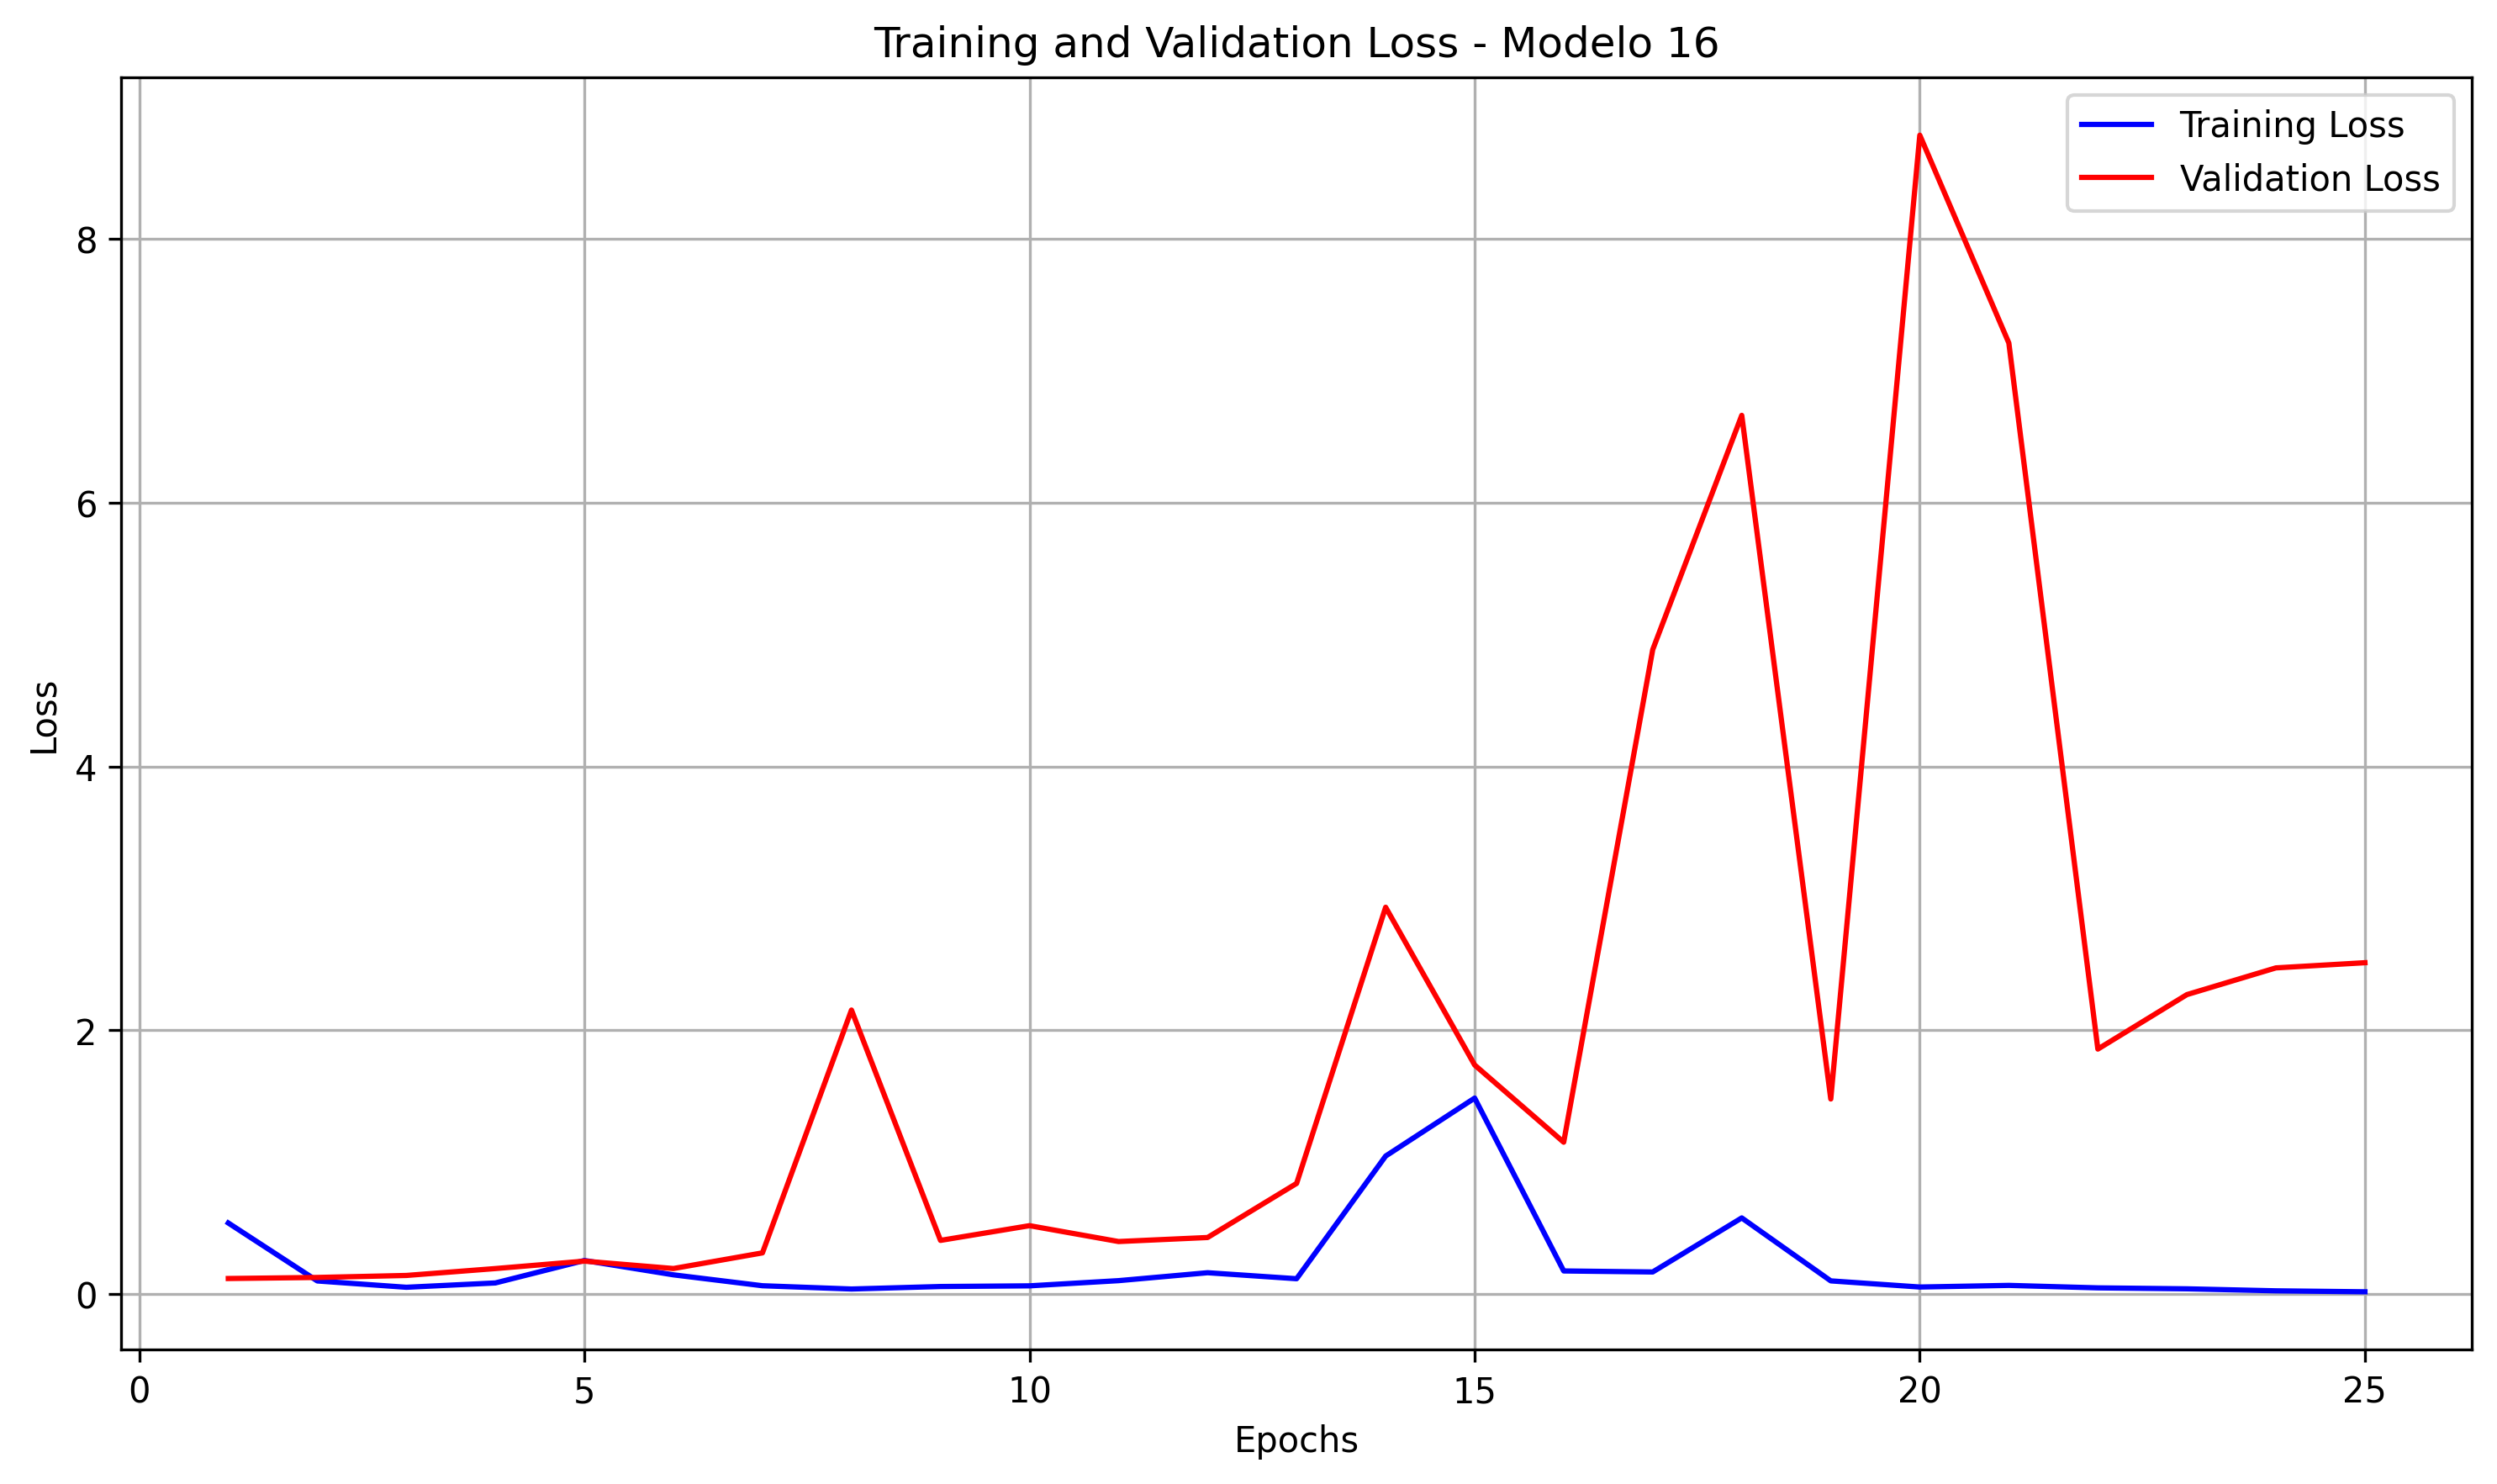 Training and Validation Loss - Modelo 16
Training Loss
Validation Loss
8
6
4
2
0
Loss
0 5 10 15 20 25
Epochs